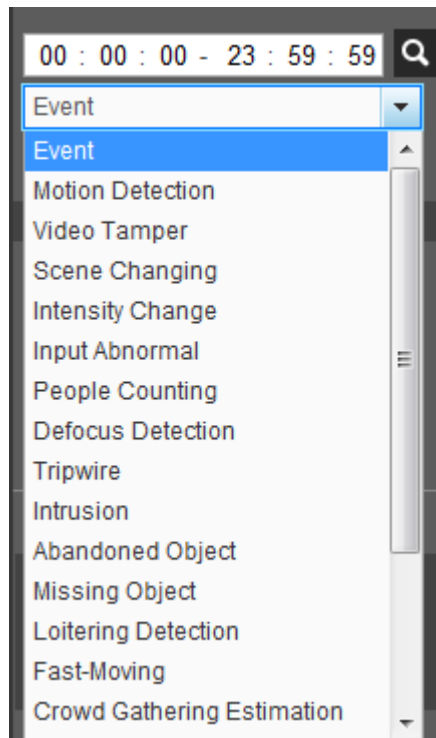 00 : 00 : 00 - 23 : 59 : 59
Event
Event
Motion Detection
Video Tamper
Scene Changing
Intensity Change
Input Abnormal
People Counting
Defocus Detection
Tripwire
Intrusion
Abandoned Object
Missing Object
Loitering Detection
Fast-Moving
Crowd Gathering Estimation